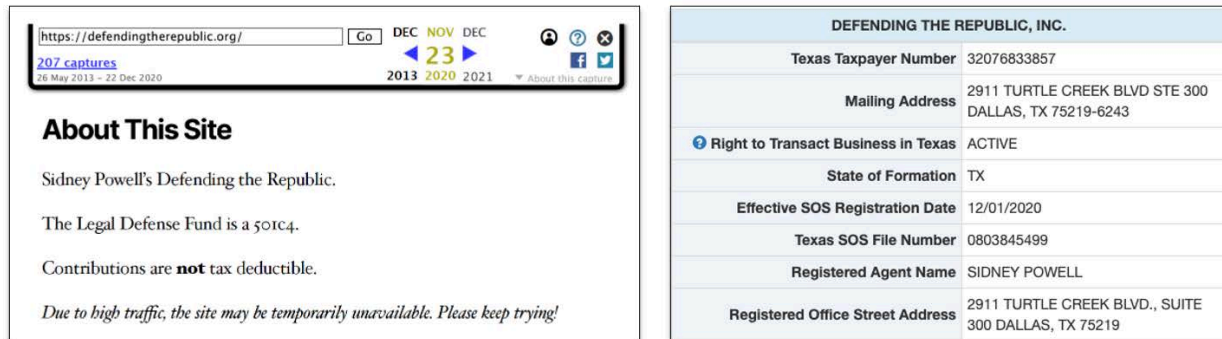 https://defendingtherepublic.org/ Go DEC NOV DEC
207 captures 23
26 May 2013 – 22 Dec 2020 2013 2020 2021 ▼ About this capture
About This Site
Sidney Powell's Defending the Republic.
The Legal Defense Fund is a 501c4.
Contributions are not tax deductible.
Due to high traffic, the site may be temporarily unavailable. Please keep trying!
DEFENDING THE REPUBLIC, INC.
Texas Taxpayer Number 32076833857
Mailing Address 2911 TURTLE CREEK BLVD STE 300
DALLAS, TX 75219-6243
Right to Transact Business in Texas ACTIVE
State of Formation TX
Effective SOS Registration Date 12/01/2020
Texas SOS File Number 0803845499
Registered Agent Name SIDNEY POWELL
Registered Office Street Address 2911 TURTLE CREEK BLVD., SUITE
300 DALLAS, TX 75219